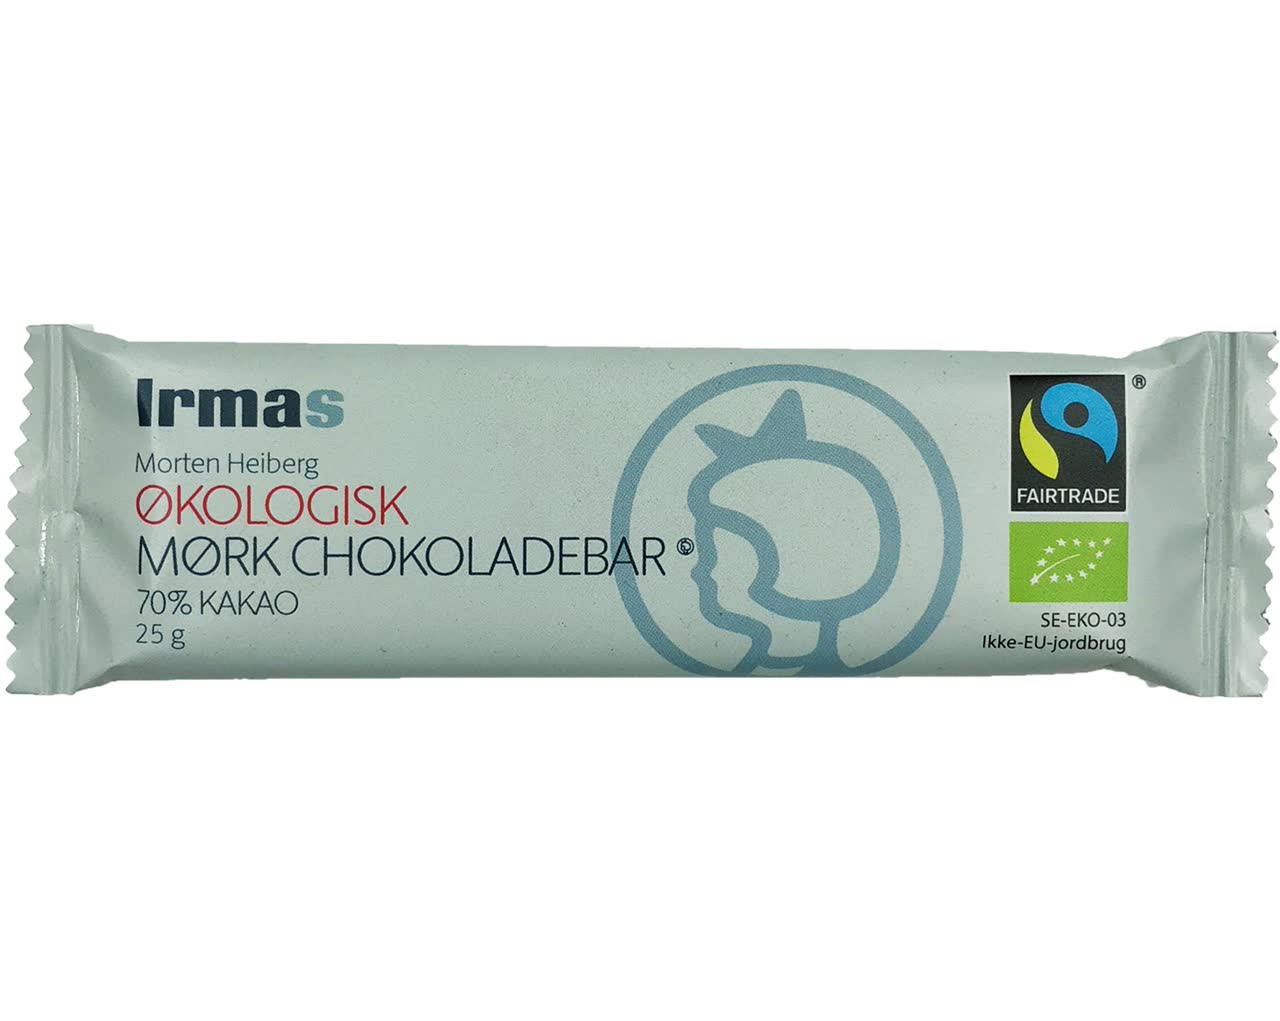 Irmas
Morten Heiberg
ØKOLOGISK
MØRK CHOKOLADEBAR
70% KAKAO
25 g
®
FAIRTRADE
SE-EKO-03
Ikke-EU-jordbrug